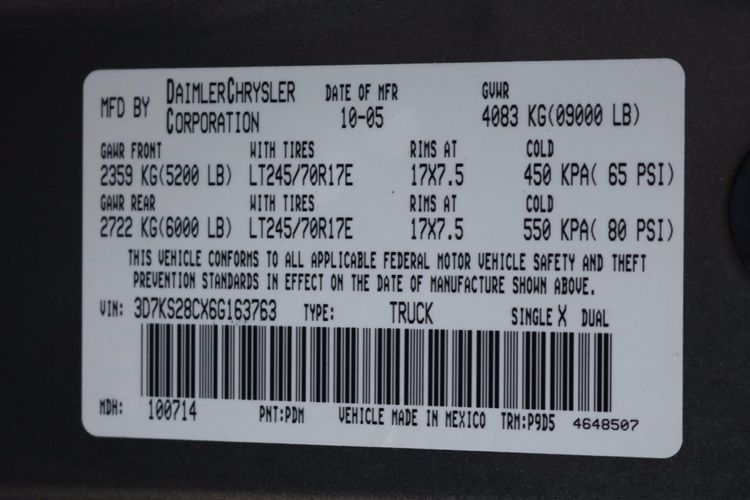 MFD BY DAIMLERCHRYSLER CORPORATION DATE OF MFR 10-05 GVWR 4083 KG(09000 LB)
GAWR FRONT WITH TIRES RIMS AT COLD
2359 KG(5200 LB) LT245/70R17E 17X7.5 450 KPA( 65 PSI)
GAWR REAR WITH TIRES RIMS AT COLD
2722 KG(6000 LB) LT245/70R17E 17X7.5 550 KPA( 80 PSI)
THIS VEHICLE CONFORMS TO ALL APPLICABLE FEDERAL MOTOR VEHICLE SAFETY AND THEFT
PREVENTION STANDARDS IN EFFECT ON THE DATE OF MANUFACTURE SHOWN ABOVE.
VIN: 3D7KS28CX6G163763 TYPE: TRUCK SINGLE X DUAL
MDH: 100714 PNT:PDM VEHICLE MADE IN MEXICO TRM:P9D5 4648507